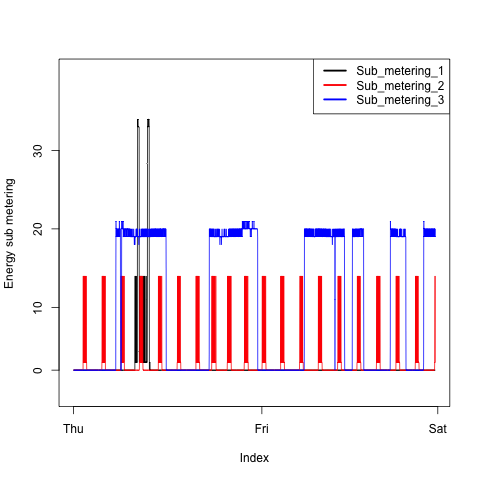 Sub_metering_1
Sub_metering_2
Sub_metering_3
Energy sub metering
30
20
10
0
Thu Fri Sat
Index